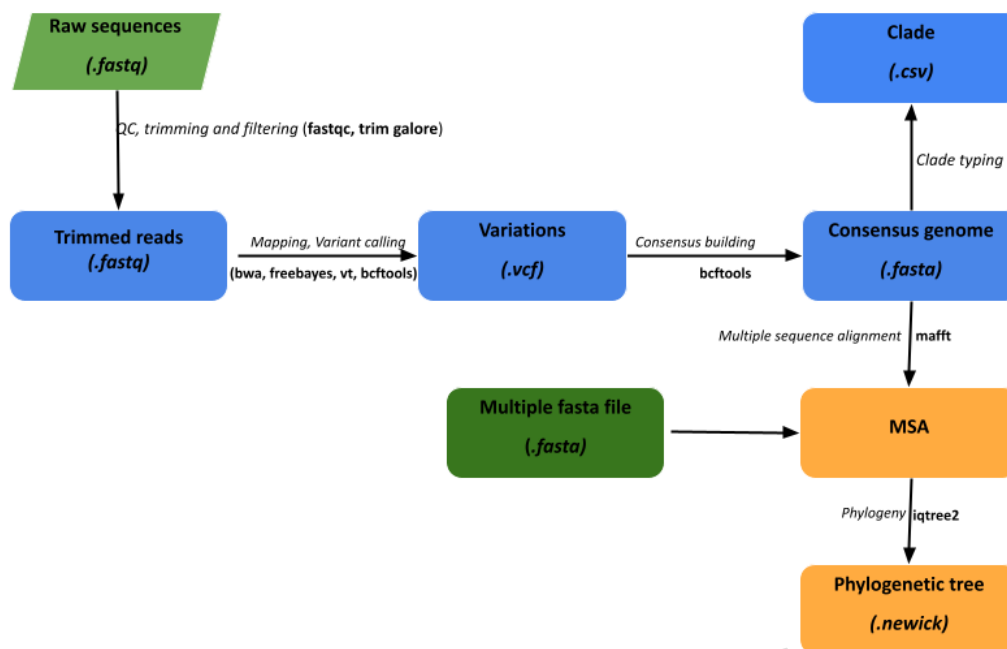 Raw sequences
(.fastq)
Clade
(.csv)
QC, trimming and filtering (fastqc, trim galore)
Clade typing
Trimmed reads
(.fastq)
Mapping, Variant calling
(bwa, freebayes, vt, bcftools)
Variations
(.vcf)
Consensus building
bcftools
Consensus genome
(.fasta)
Multiple sequence alignment mafft
Multiple fasta file
(.fasta)
MSA
Phylogeny iqtree2
Phylogenetic tree
(.newick)